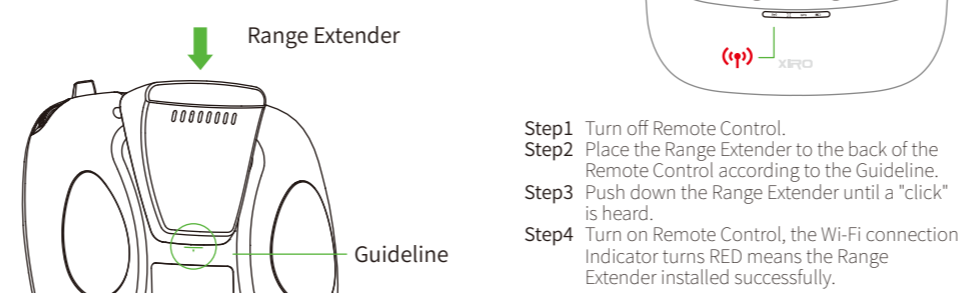 Range Extender
Guideline
XIRO
Step1 Turn off Remote Control.
Step2 Place the Range Extender to the back of the
Remote Control according to the Guideline.
Step3 Push down the Range Extender until a "click"
is heard.
Step4 Turn on Remote Control, the Wi-Fi connection
Indicator turns RED means the Range
Extender installed successfully.